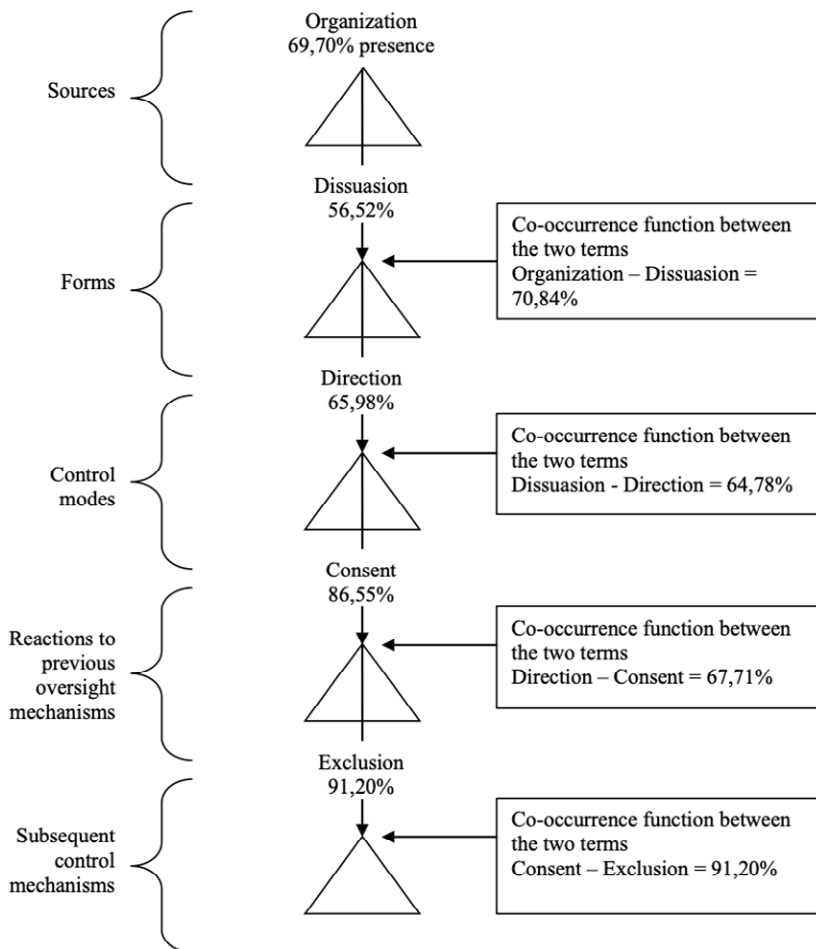 Organization
69,70% presence
Sources
Dissuasion
56,52%
Co-occurrence function between
the two terms
Organization – Dissuasion =
70,84%
Forms
Direction
65,98%
Co-occurrence function between
the two terms
Dissuasion - Direction = 64,78%
Control
modes
Consent
86,55%
Co-occurrence function between
the two terms
Direction – Consent = 67,71%
Reactions to
previous
oversight
mechanisms
Exclusion
91,20%
Co-occurrence function between
the two terms
Consent – Exclusion = 91,20%
Subsequent
control
mechanisms